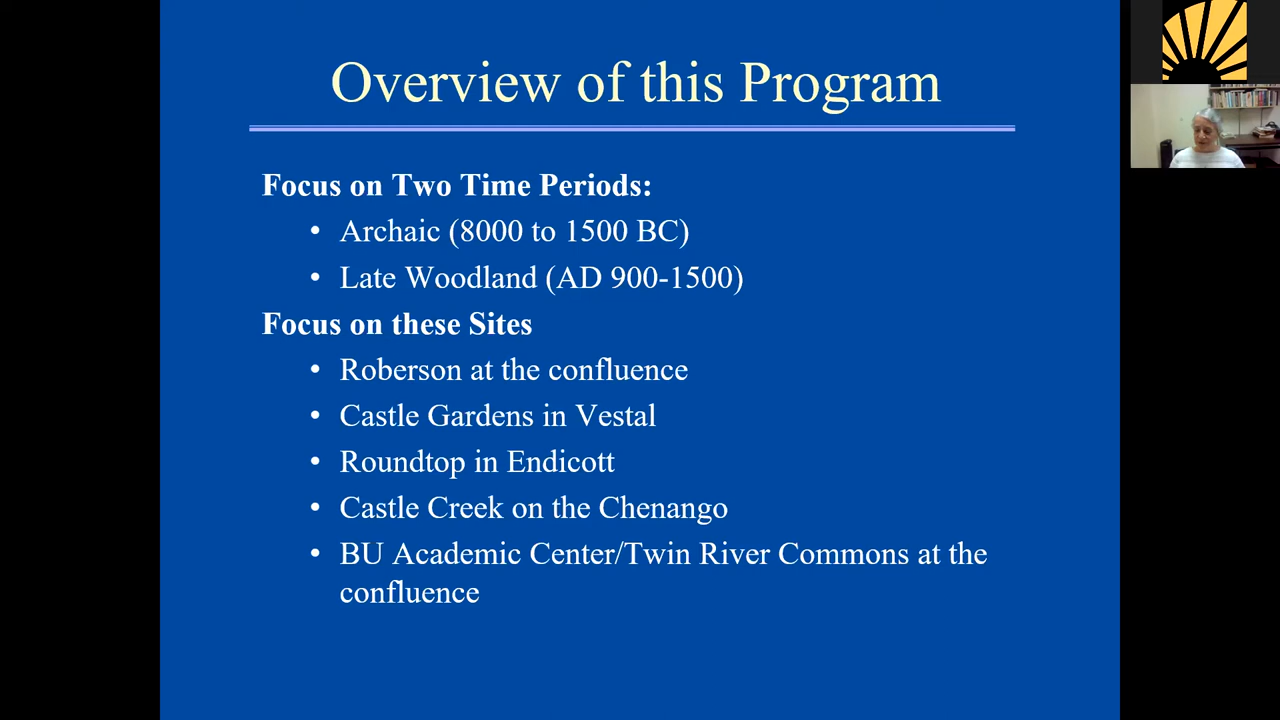 Overview of this Program
Focus on Two Time Periods:
• Archaic (8000 to 1500 BC)
• Late Woodland (AD 900-1500)
Focus on these Sites
• Roberson at the confluence
• Castle Gardens in Vestal
• Roundtop in Endicott
• Castle Creek on the Chenango
• BU Academic Center/Twin River Commons at the
confluence